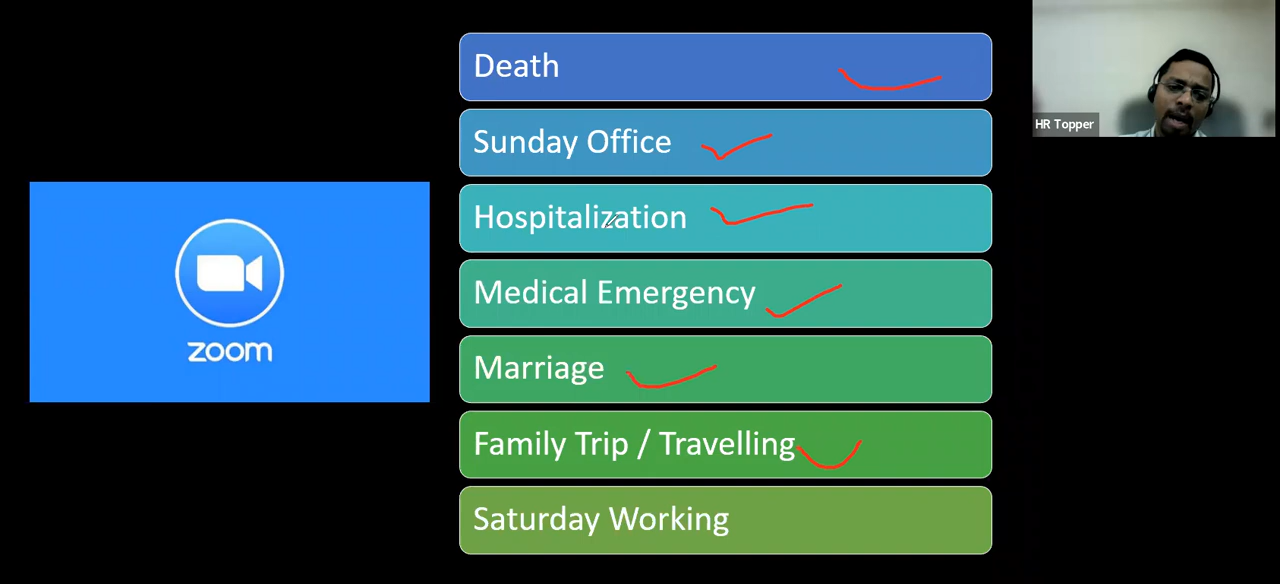 Death
Sunday Office
Hospitalization
Medical Emergency
Marriage
Family Trip / Travelling
Saturday Working
zoom
HR Topper